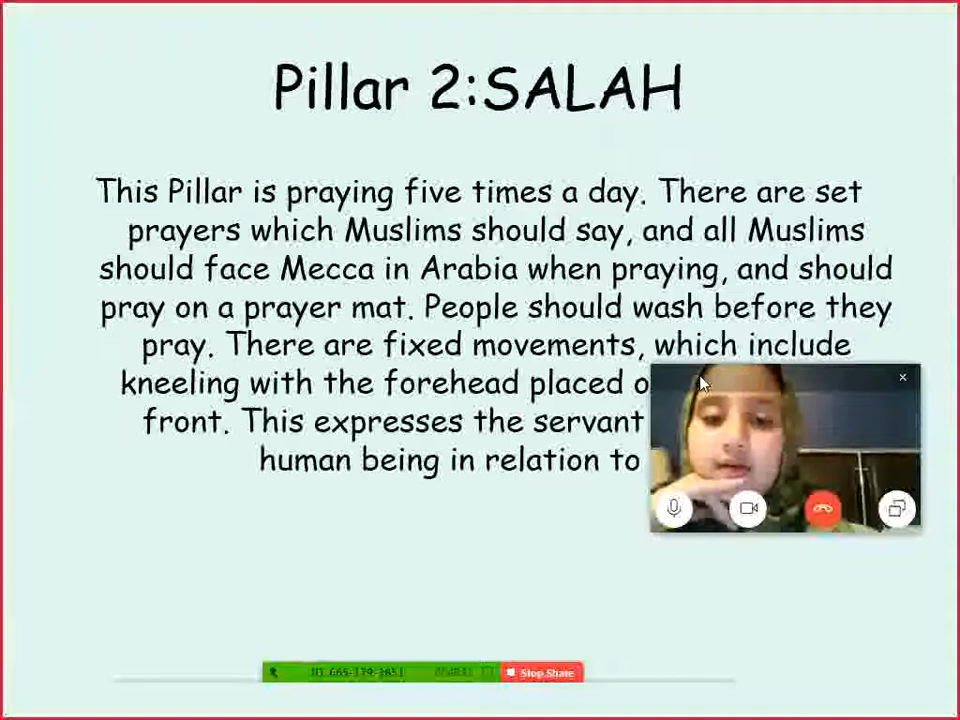 Pillar 2:SALAH
This Pillar is praying five times a day. There are set
prayers which Muslims should say, and all Muslims
should face Mecca in Arabia when praying, and should
pray on a prayer mat. People should wash before they
pray. There are fixed movements, which include
kneeling with the forehead placed
front. This expresses the servant
human being in relation to
Stop Share